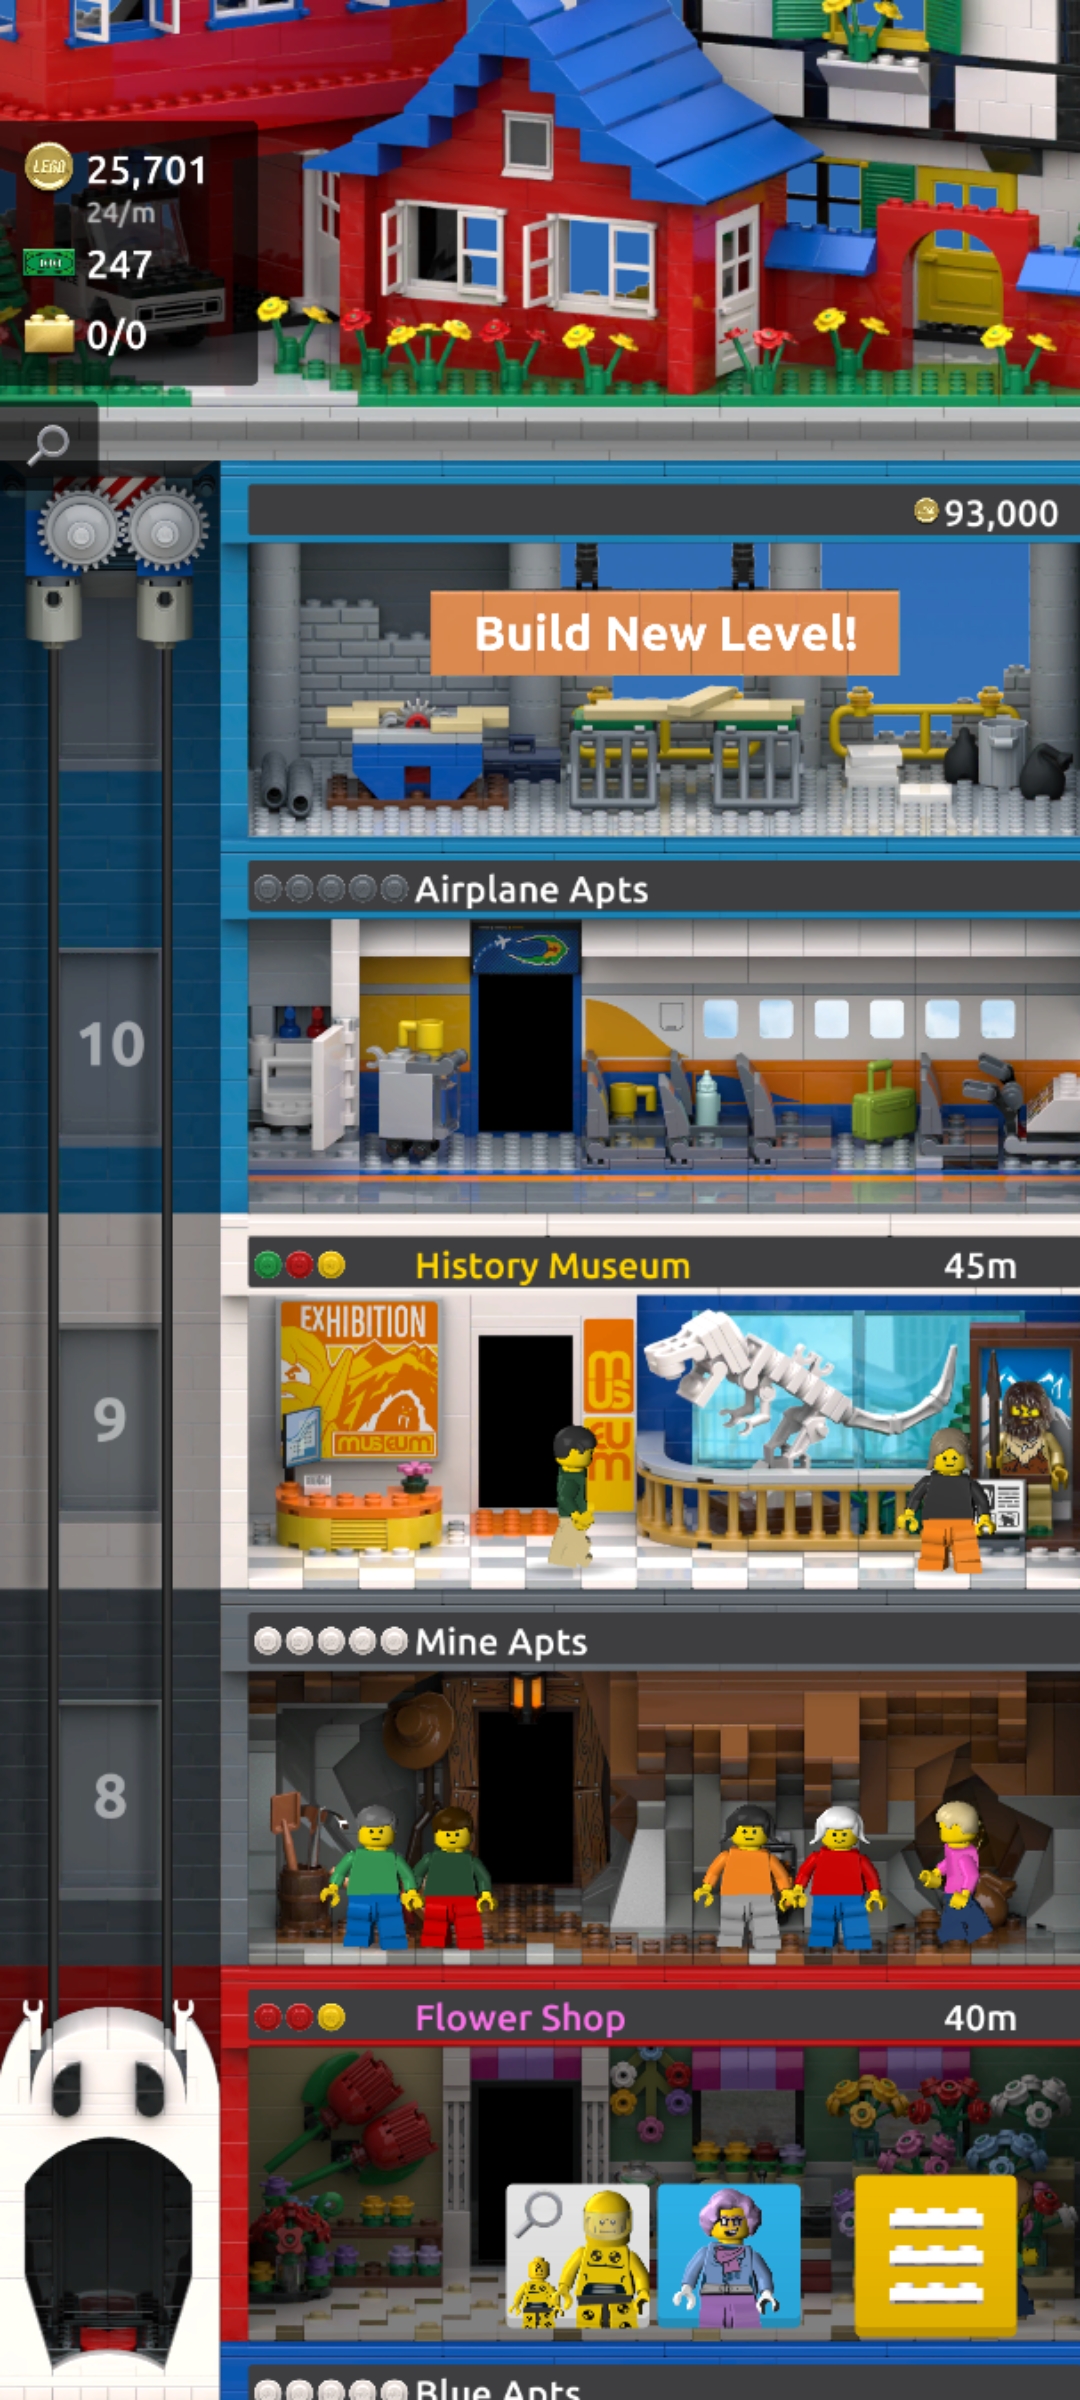 LEGO 25,701
24/m
247
0/0
93,000
Build New Level!
Airplane Apts
10
History Museum 45m
EXHIBITION
MUSEUM
MUSEUM
9
Mine Apts
8
Flower Shop 40m
Blue Apts